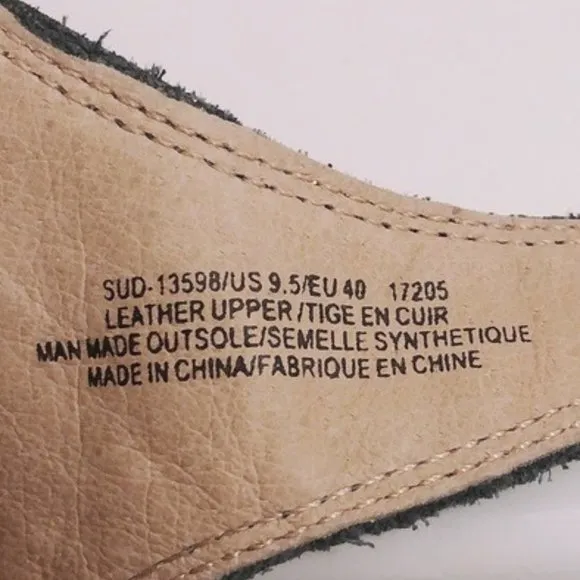 SUD-13598/US 9.5/EU 40 17205
LEATHER UPPER/TIGE EN CUIR
MAN MADE OUTSOLE/SEMELLE SYNTHETIQUE
MADE IN CHINA/FABRIQUE EN CHINE